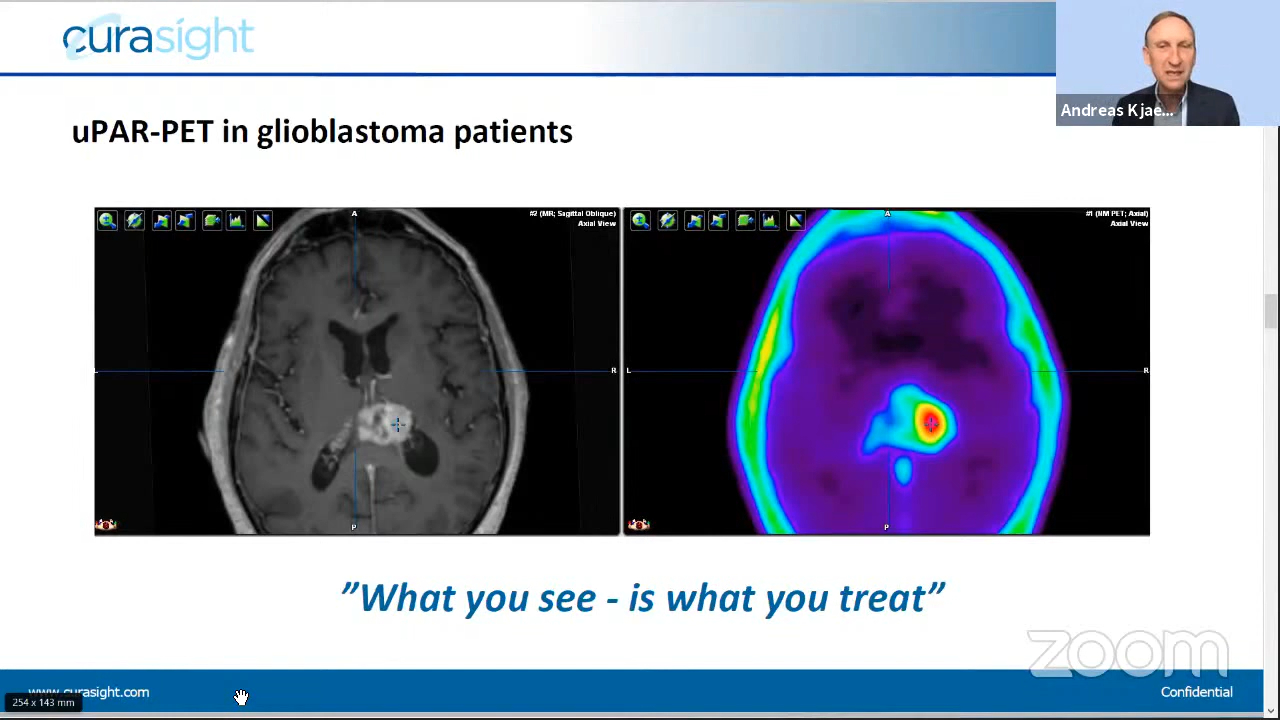 curasight
Andreas Kjae...
uPAR-PET in glioblastoma patients
A
#2 (MR; Sagittal Oblique)
Axial View
L
R
P
A
#1 (NM PET; Axial)
Axial View
L
R
P
”What you see - is what you treat”
zoom
www.curasight.com
Confidential
254 x 143 mm